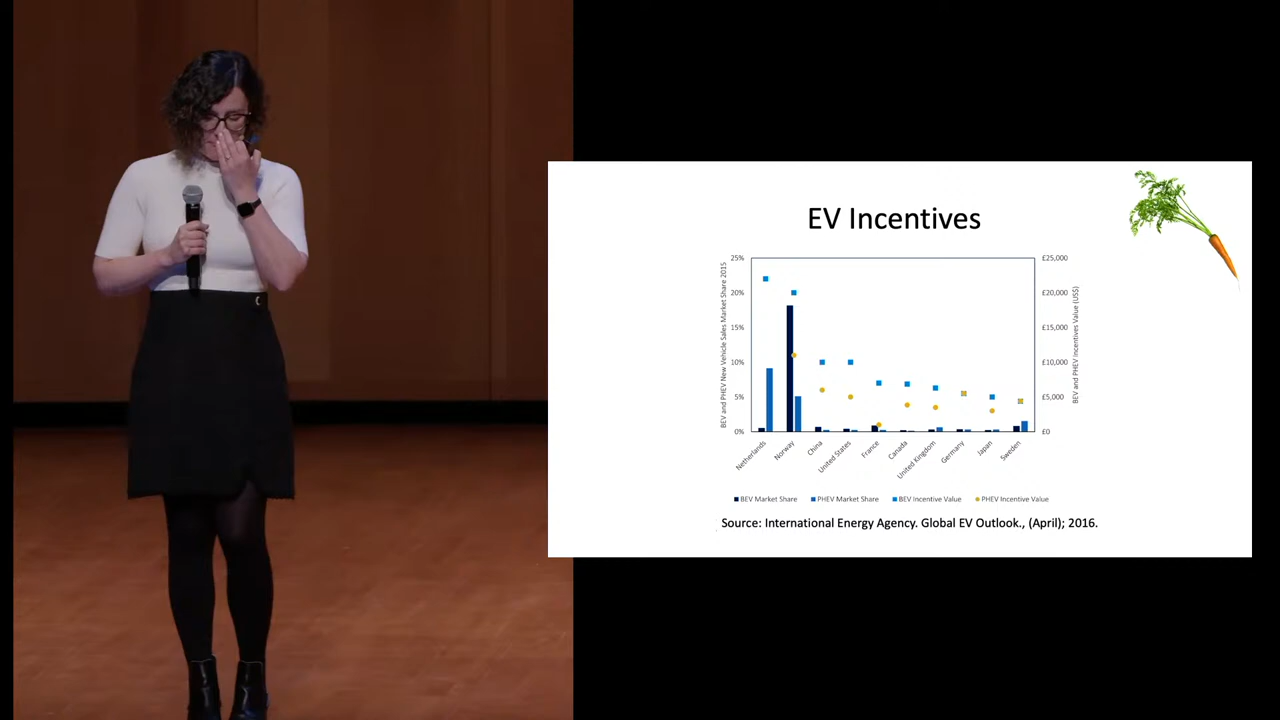 EV Incentives
BEV and PHEV New Vehicle Sales Market Share 2015
25%
20%
15%
10%
5%
0%
£25,000
£20,000
£15,000
£10,000
£5,000
£0
BEV and PHEV Incentives Value (US$)
Netherlands
Norway
China
United States
France
Canada
United Kingdom
Germany
Japan
Sweden
BEV Market Share PHEV Market Share BEV Incentive Value PHEV Incentive Value
Source: International Energy Agency. Global EV Outlook., (April); 2016.